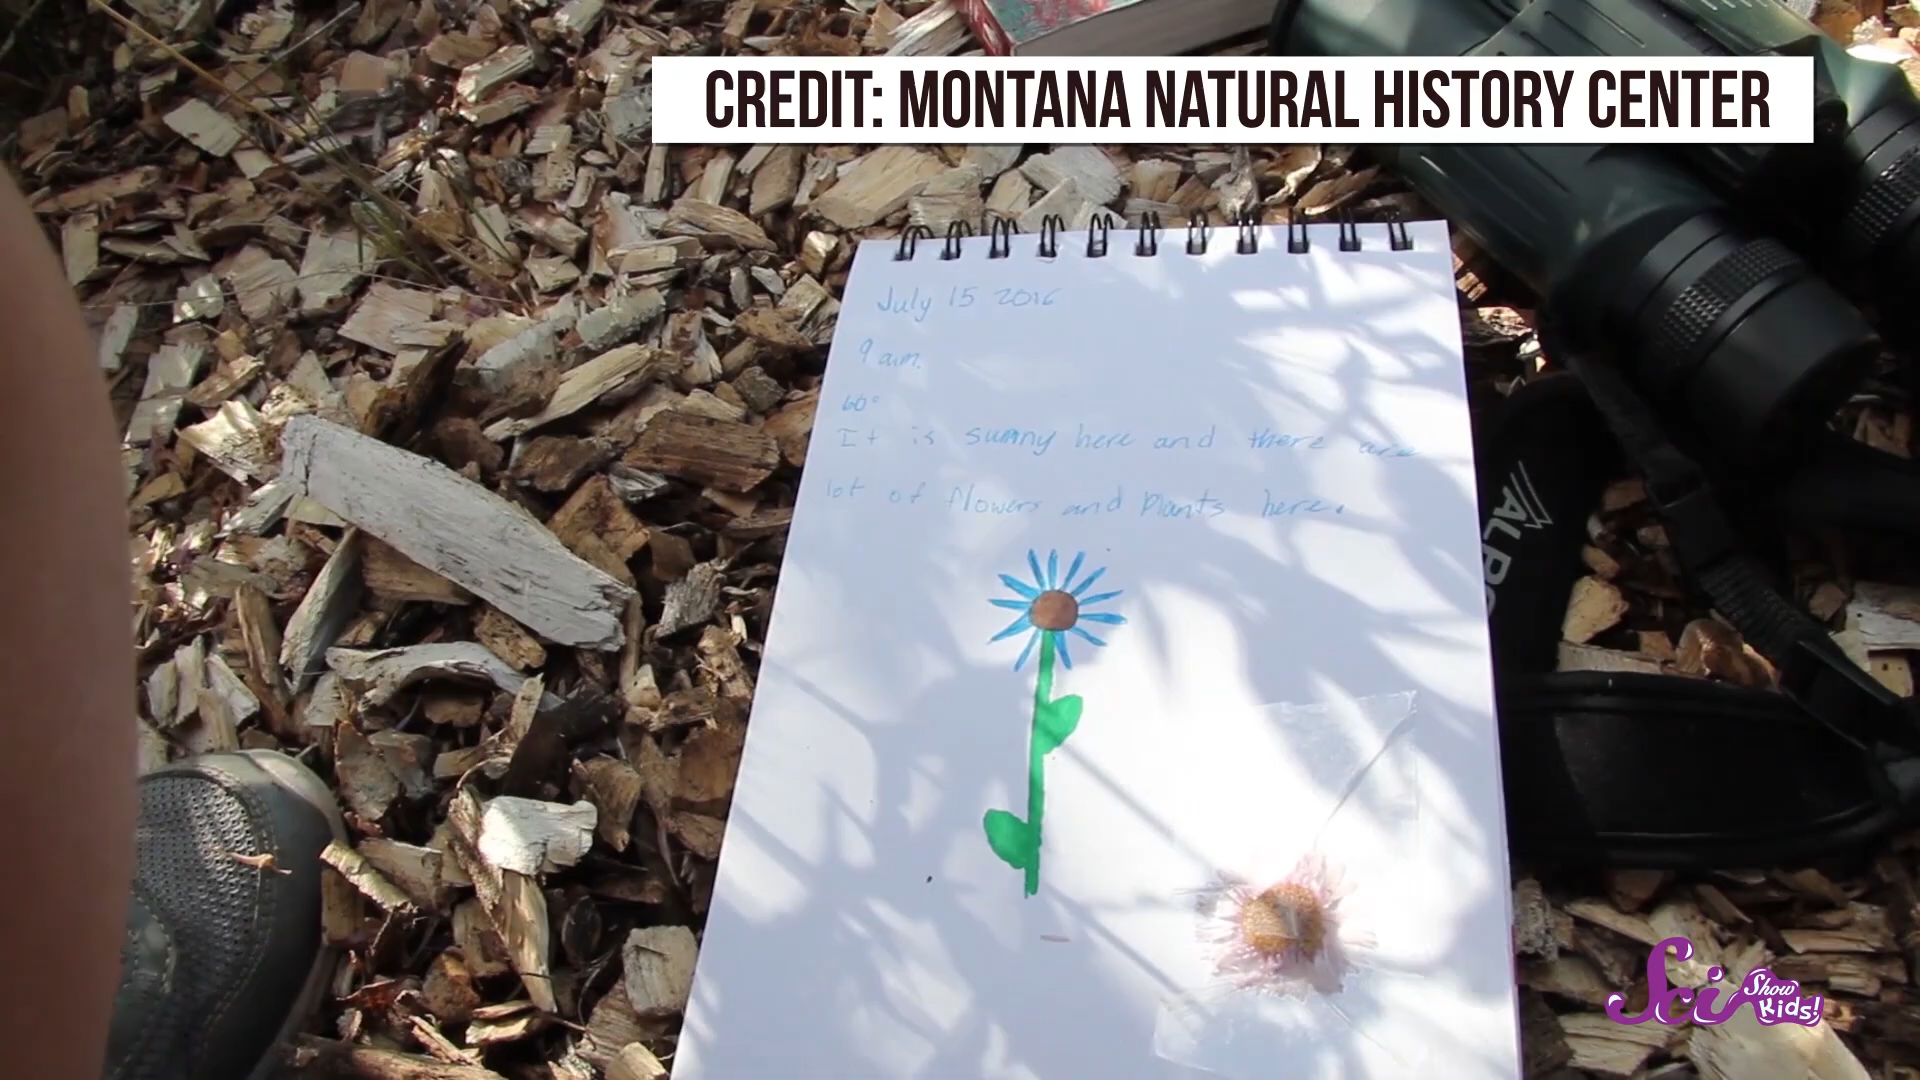 CREDIT: MONTANA NATURAL HISTORY CENTER
July 15 2016
9 a.m.
60°
It is sunny here and there are
lot of flowers and plants here.
ALP
Sci Show Kids!